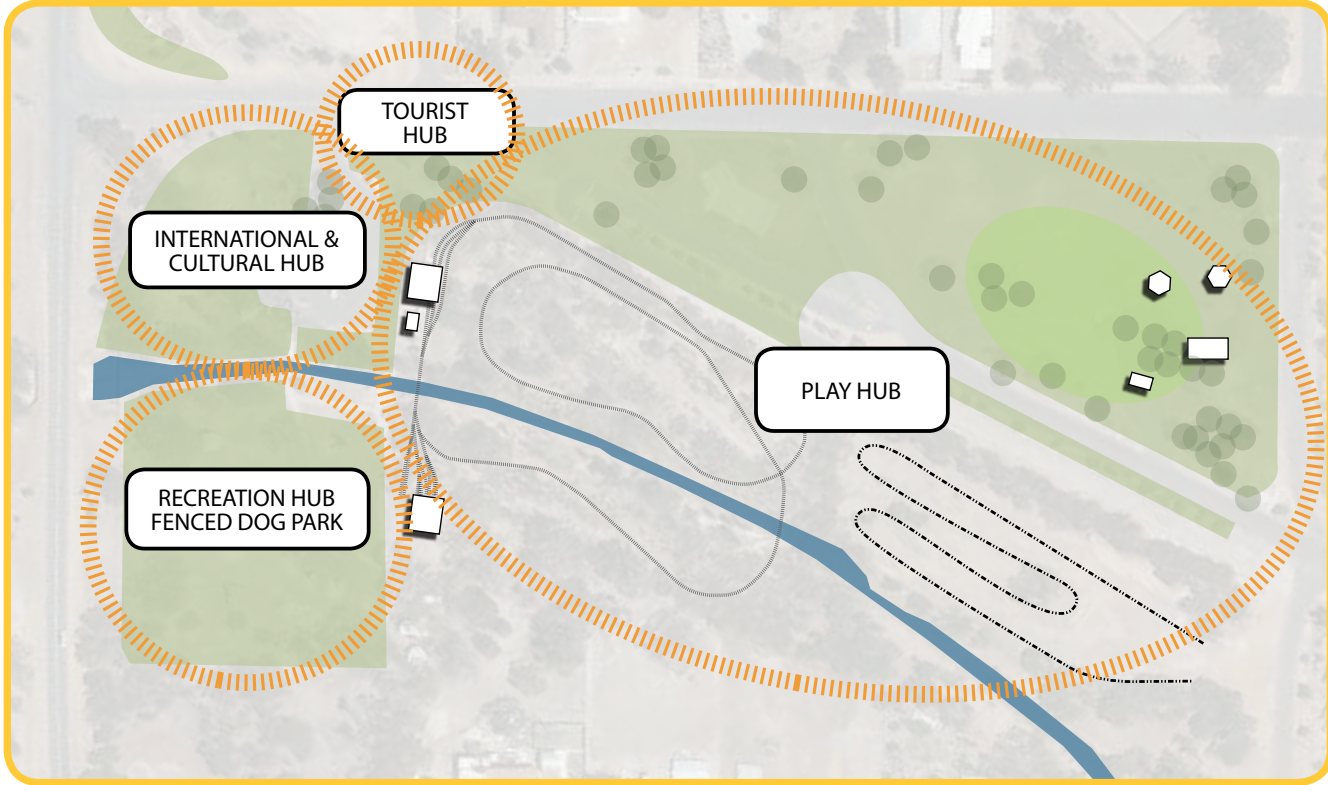 TOURIST
HUB
INTERNATIONAL &
CULTURAL HUB
PLAY HUB
RECREATION HUB
FENCED DOG PARK